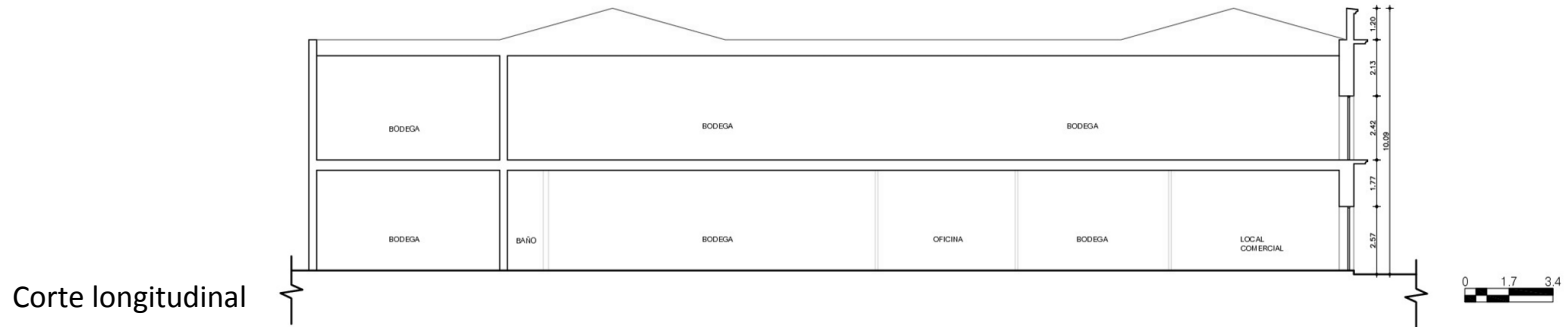 1.20
2.13
BODEGA
BODEGA
BODEGA
2.42
10.09
1.77
BODEGA
BAÑO
BODEGA
OFICINA
BODEGA
LOCAL
COMERCIAL
2.57
Corte longitudinal
0 1.7 3.4